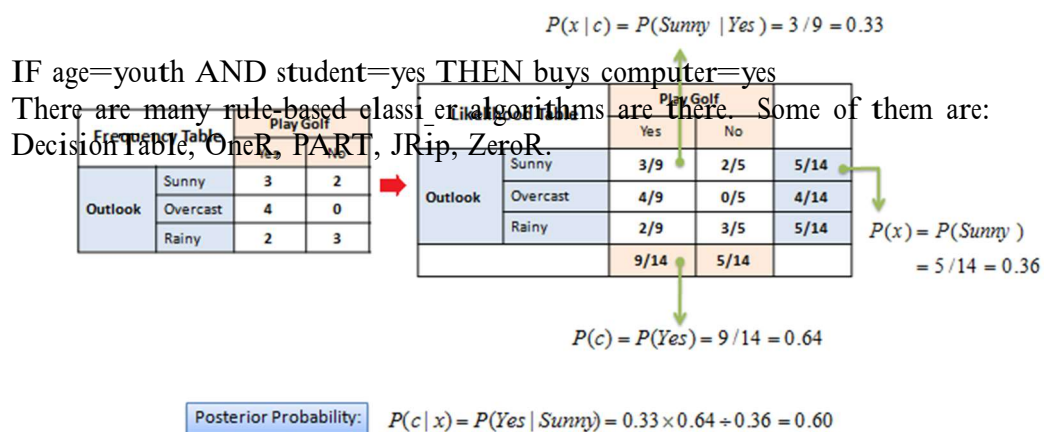 P(x|c) = P(Sunny | Yes) = 3/9 = 0.33
IF age=youth AND student=yes THEN buys computer=yes
There are many rule-based classi_er algorithms are there. Some of them are:
DecisionTable, OneR, PART, JRip, ZeroR.
Frequency Table
Play Golf
Yes No
Outlook
Sunny 3 2
Overcast 4 0
Rainy 2 3
Likelihood Table
Play Golf
Yes No
Outlook
Sunny 3/9 2/5 5/14
Overcast 4/9 0/5 4/14
Rainy 2/9 3/5 5/14
9/14 5/14
P(x) = P(Sunny)
= 5/14 = 0.36
P(c) = P(Yes) = 9/14 = 0.64
Posterior Probability: P(c|x) = P(Yes | Sunny) = 0.33 × 0.64 ÷ 0.36 = 0.60